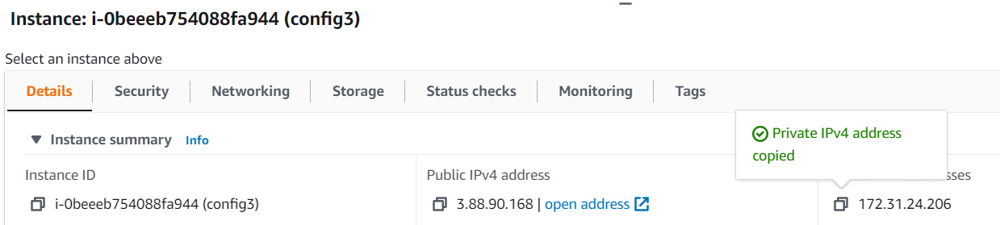 Instance: i-0beeeb754088fa944 (config3)
Select an instance above
Details Security Networking Storage Status checks Monitoring Tags
Private IPv4 address
copied
Instance summary Info
Instance ID Public IPv4 address
i-0beeeb754088fa944 (config3) 3.88.90.168 | open address 172.31.24.206